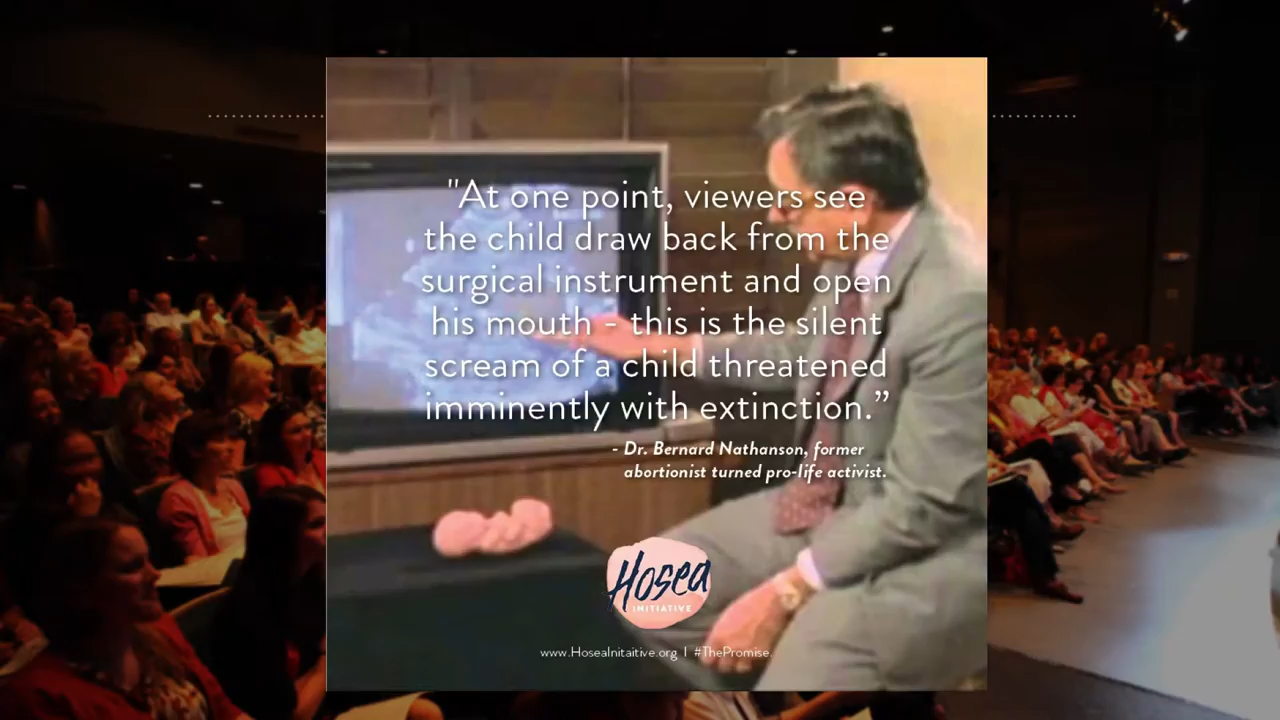 "At one point, viewers see
the child draw back from the
surgical instrument and open
his mouth - this is the silent
scream of a child threatened
imminently with extinction.”
- Dr. Bernard Nathanson, former
abortionist turned pro-life activist.
Hosea
INITIATIVE
www.HoseaInitaitive.org | #ThePromise.